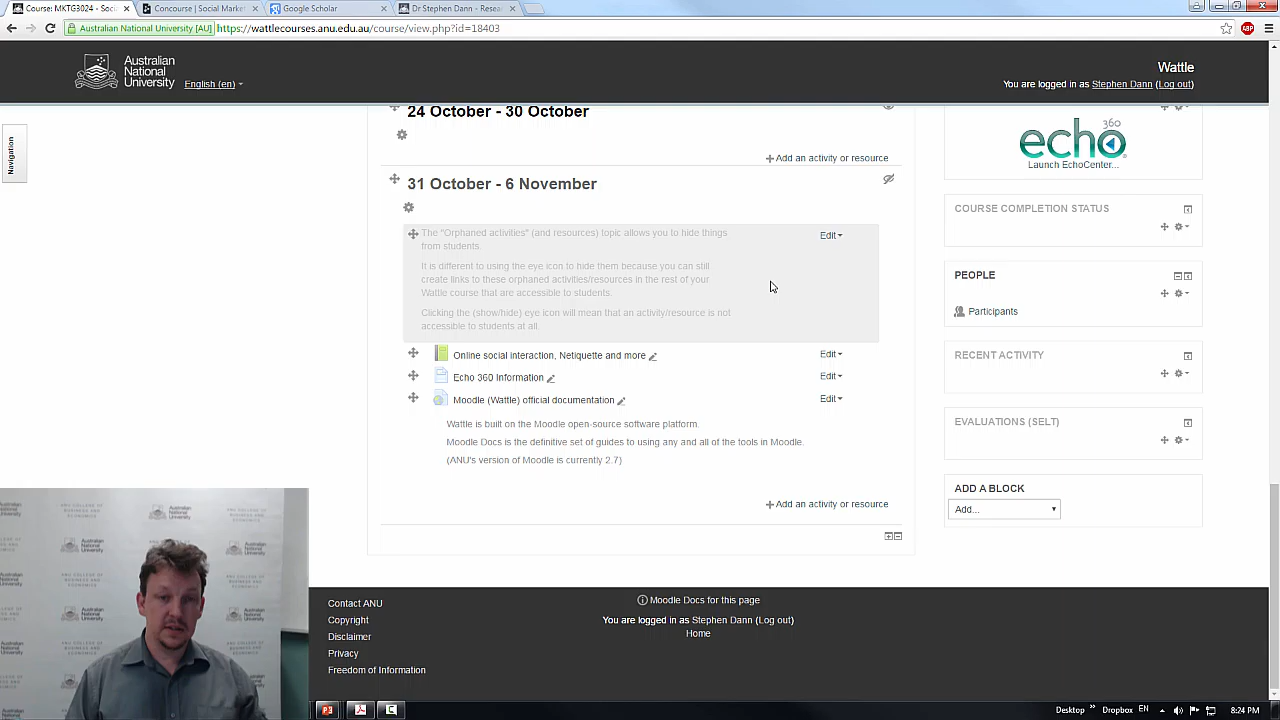 Course: MKTG3024 - Soci
Concourse | Social Market
Google Scholar
Dr Stephen Dann - Resea
Australian National University [AU]
https://wattlecourses.anu.edu.au/course/view.php?id=18403
ABP
Australian
National
University
English (en)
Wattle
You are logged in as Stephen Dann (Log out)
Navigation
24 October - 30 October
Add an activity or resource
31 October - 6 November
The "Orphaned activities" (and resources) topic allows you to hide things
from students.
Edit
It is different to using the eye icon to hide them because you can still
create links to these orphaned activities/resources in the rest of your
Wattle course that are accessible to students.
Clicking the (show/hide) eye icon will mean that an activity/resource is not
accessible to students at all.
Online social interaction, Netiquette and more
Edit
Echo 360 Information
Edit
Moodle (Wattle) official documentation
Edit
Wattle is built on the Moodle open-source software platform.
Moodle Docs is the definitive set of guides to using any and all of the tools in Moodle.
(ANU's version of Moodle is currently 2.7)
Add an activity or resource
echo 360
Launch EchoCenter...
COURSE COMPLETION STATUS
PEOPLE
Participants
RECENT ACTIVITY
EVALUATIONS (SELT)
ADD A BLOCK
Add...
Contact ANU
Copyright
Disclaimer
Privacy
Freedom of Information
Moodle Docs for this page
You are logged in as Stephen Dann (Log out)
Home
Desktop
Dropbox
EN
8:24 PM